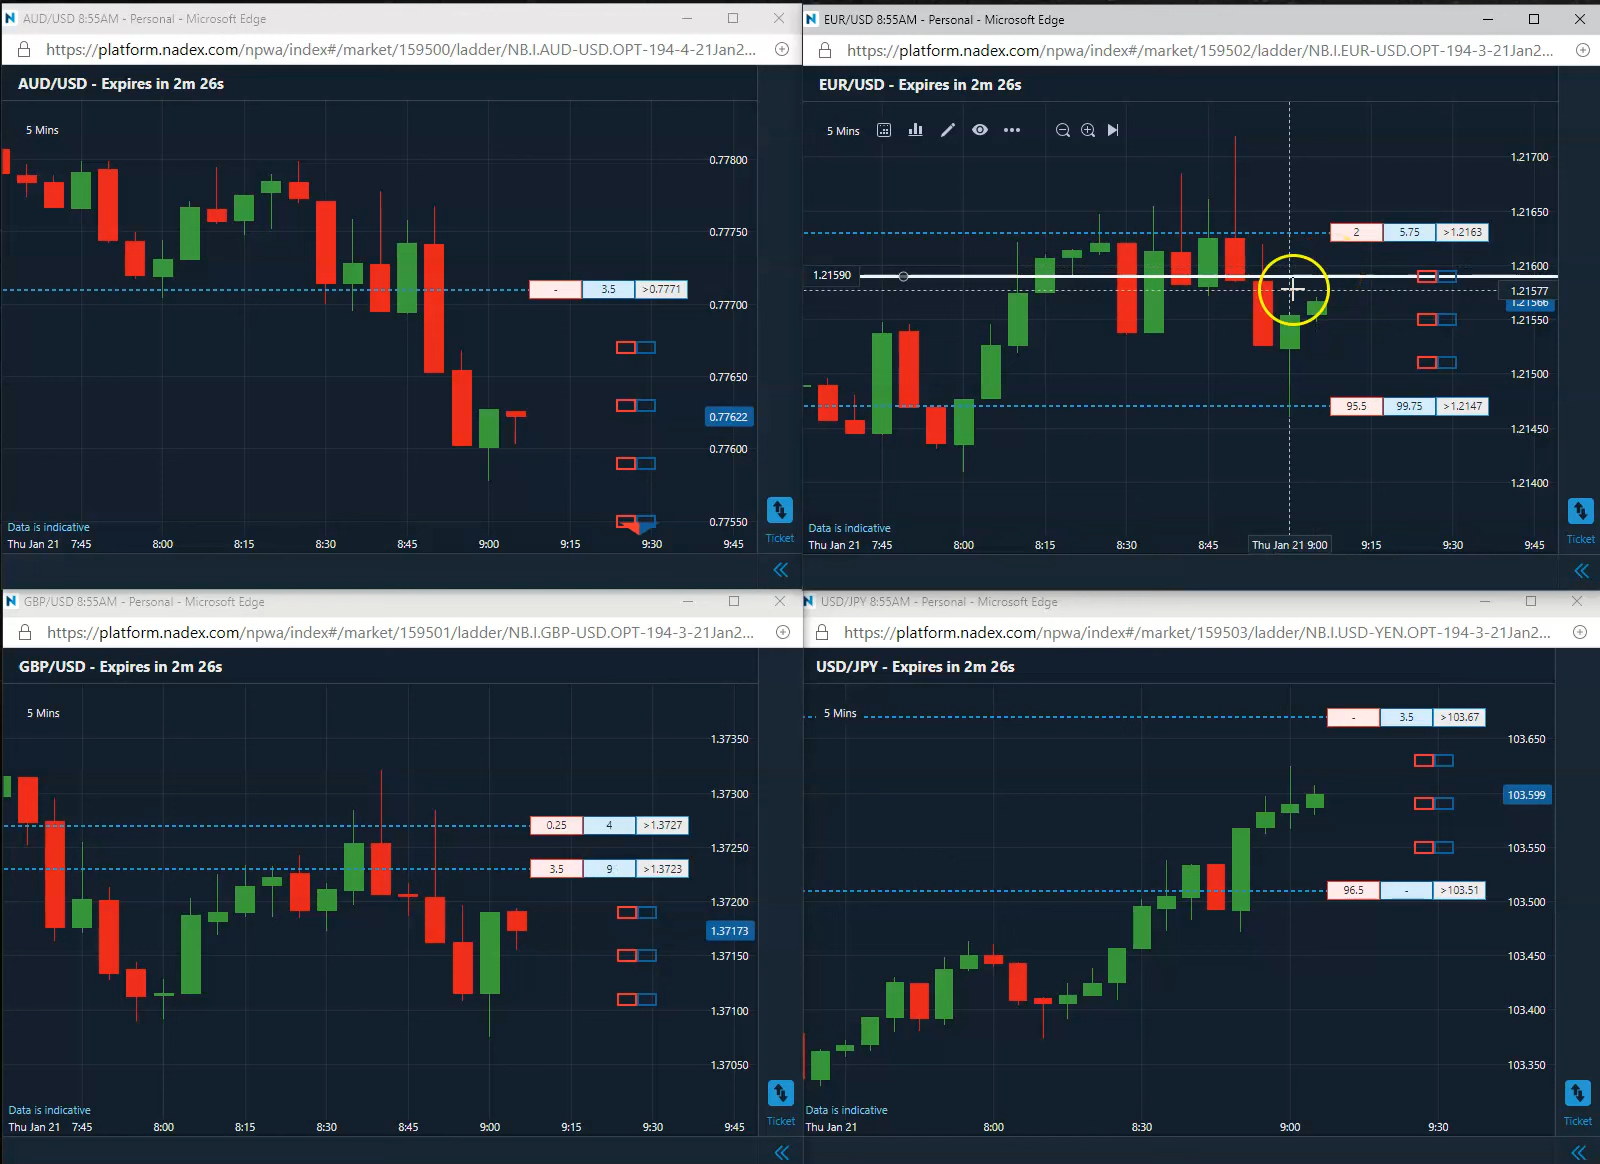 AUD/USD 8:55AM - Personal - Microsoft Edge
https://platform.nadex.com/npwa/index#/market/159500/ladder/NB.I.AUD-USD.OPT-194-4-21Jan2...
AUD/USD - Expires in 2m 26s
5 Mins
0.77800
0.77750
- 3.5 >0.7771
0.77700
0.77650
0.77622
0.77600
0.77550
Data is indicative
Ticket
Thu Jan 21 7:45 8:00 8:15 8:30 8:45 9:00 9:15 9:30 9:45
EUR/USD 8:55AM - Personal - Microsoft Edge
https://platform.nadex.com/npwa/index#/market/159502/ladder/NB.I.EUR-USD.OPT-194-3-21Jan2...
EUR/USD - Expires in 2m 26s
5 Mins
1.21700
1.21650
2 5.75 >1.2163
1.21600
1.21590
1.21577
1.21566
1.21550
1.21500
95.5 99.75 >1.2147
1.21450
1.21400
Data is indicative
Ticket
Thu Jan 21 7:45 8:00 8:15 8:30 8:45 Thu Jan 21 9:00 9:15 9:30 9:45
GBP/USD 8:55AM - Personal - Microsoft Edge
https://platform.nadex.com/npwa/index#/market/159501/ladder/NB.I.GBP-USD.OPT-194-3-21Jan2...
GBP/USD - Expires in 2m 26s
5 Mins
1.37350
1.37300
0.25 4 >1.3727
1.37250
3.5 9 >1.3723
1.37200
1.37173
1.37150
1.37100
1.37050
Data is indicative
Ticket
Thu Jan 21 7:45 8:00 8:15 8:30 8:45 9:00 9:15 9:30 9:45
USD/JPY 8:55AM - Personal - Microsoft Edge
https://platform.nadex.com/npwa/index#/market/159503/ladder/NB.I.USD-YEN.OPT-194-3-21Jan2...
USD/JPY - Expires in 2m 26s
5 Mins
- 3.5 >103.67
103.650
103.599
103.550
96.5 - >103.51
103.500
103.450
103.400
103.350
Data is indicative
Ticket
Thu Jan 21 8:00 8:30 9:00 9:30